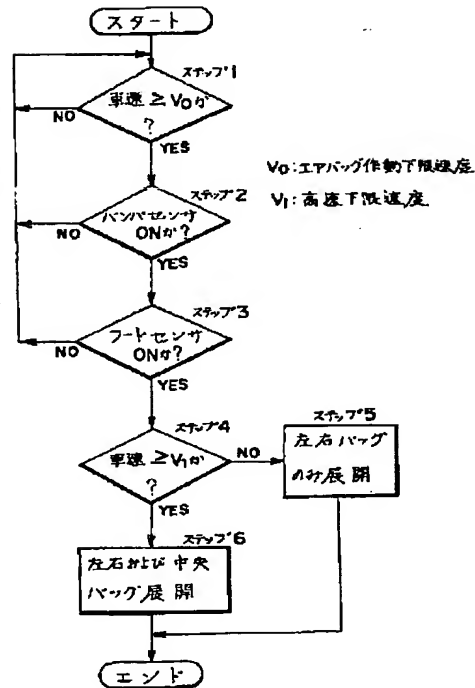 スタート
ステップ1
車速 ≥ V0か
?
NO
YES
V0:エアバッグ作動下限速度
V1:高速下限速度
ステップ2
バンパセンサ
ONか?
NO
YES
ステップ3
フードセンサ
ONか?
NO
YES
ステップ4
車速 ≥ V1か
?
NO
YES
ステップ5
左右バッグ
のみ展開
ステップ6
左右および中央
バッグ展開
エンド